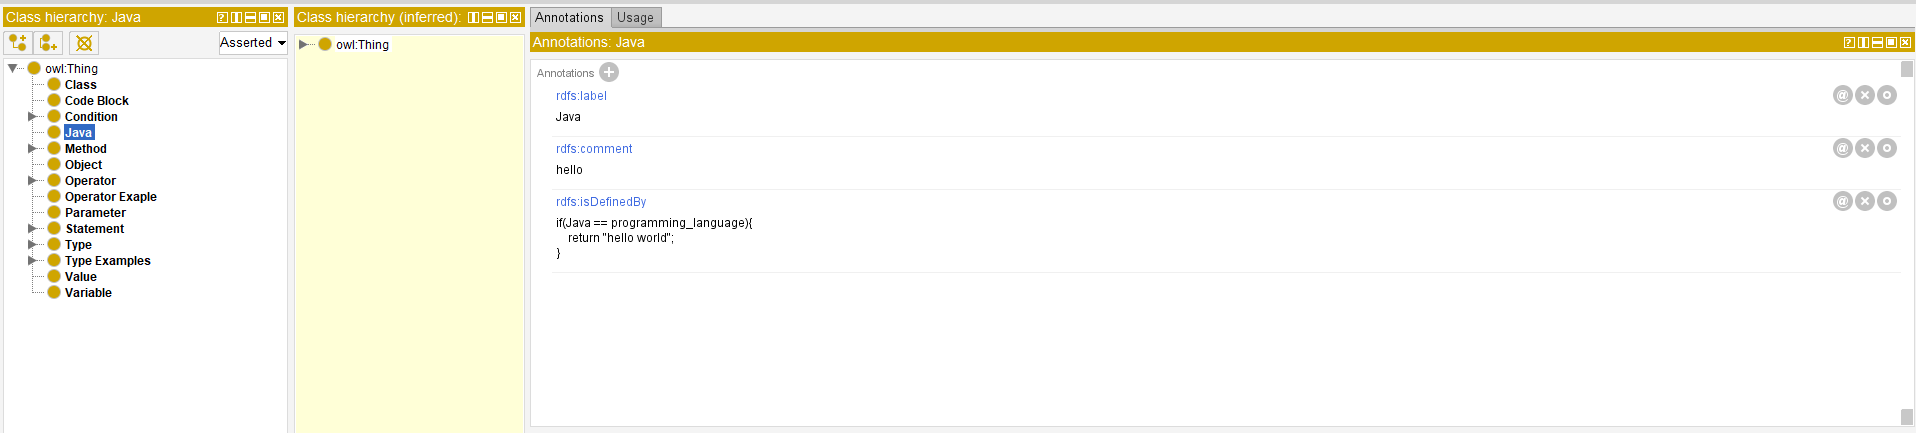 Class hierarchy: Java
Asserted
owl:Thing
Class
Code Block
Condition
Java
Method
Object
Operator
Operator Exaple
Parameter
Statement
Type
Type Examples
Value
Variable
Class hierarchy (inferred):
owl:Thing
Annotations Usage
Annotations: Java
Annotations
rdfs:label
Java
rdfs:comment
hello
rdfs:isDefinedBy
if(Java == programming_language){
    return "hello world";
}